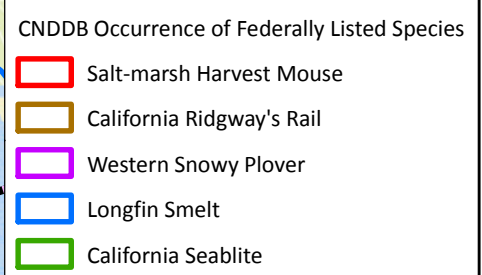 CNDDB Occurrence of Federally Listed Species
Salt-marsh Harvest Mouse
California Ridgway's Rail
Western Snowy Plover
Longfin Smelt
California Seablite